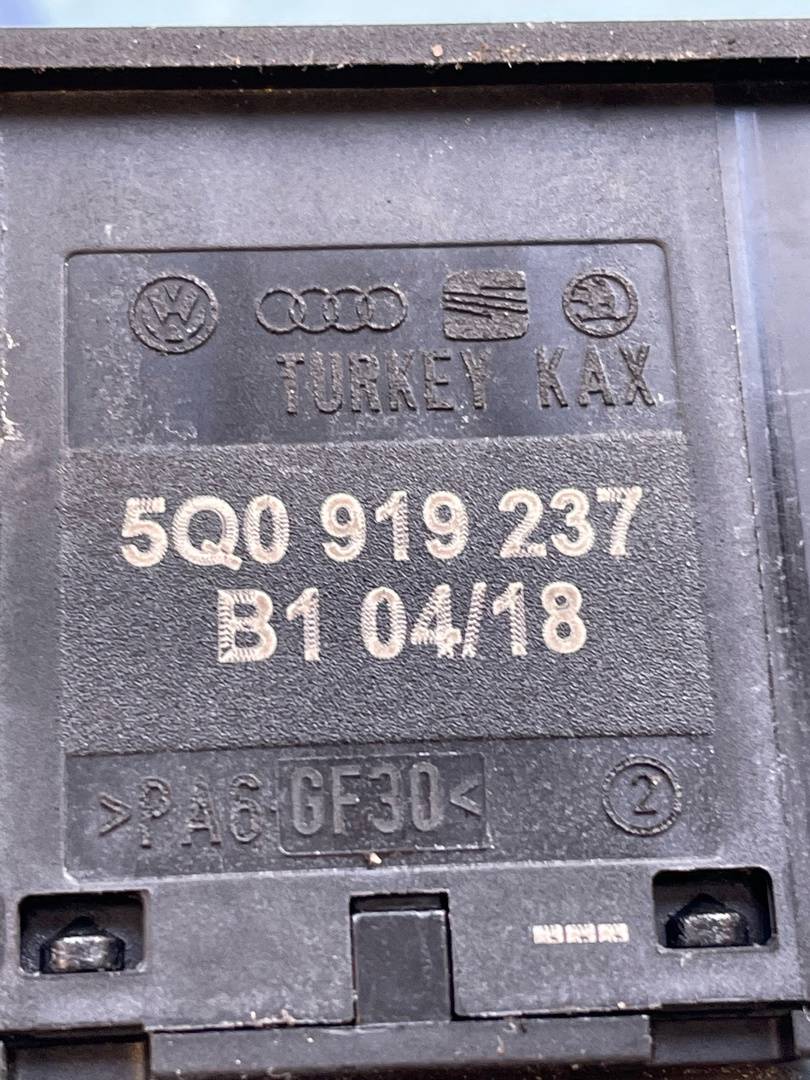 TURKEY KAX
5Q0 919 237
B1 04/18
>PA6-GF30<
2